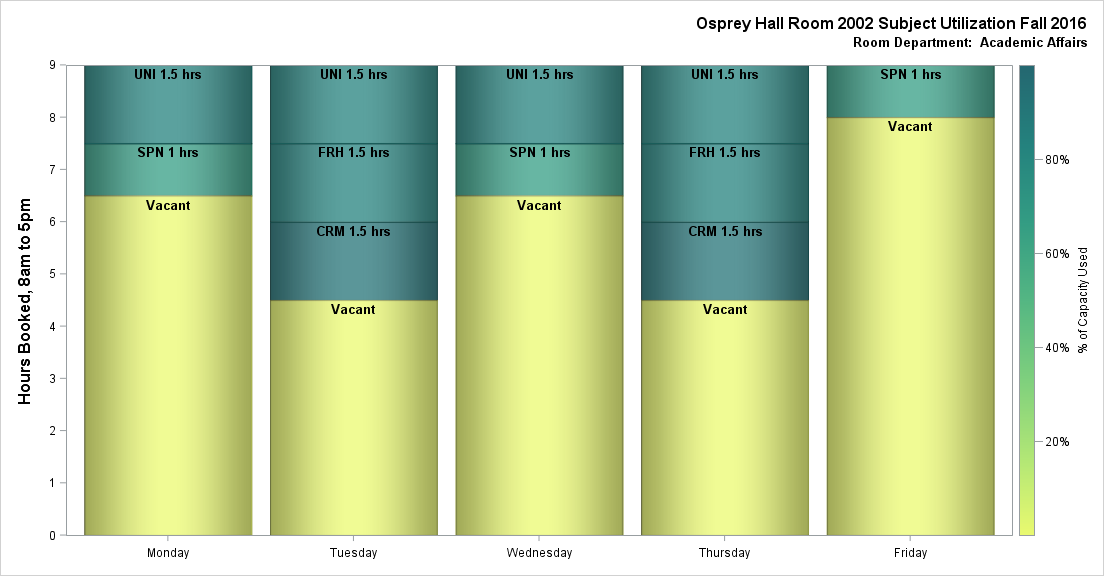 Osprey Hall Room 2002 Subject Utilization Fall 2016
Room Department:  Academic Affairs
Hours Booked, 8am to 5pm
9
8
7
6
5
4
3
2
1
0
UNI 1.5 hrs
SPN 1 hrs
Vacant
UNI 1.5 hrs
FRH 1.5 hrs
CRM 1.5 hrs
Vacant
UNI 1.5 hrs
SPN 1 hrs
Vacant
UNI 1.5 hrs
FRH 1.5 hrs
CRM 1.5 hrs
Vacant
SPN 1 hrs
Vacant
Monday
Tuesday
Wednesday
Thursday
Friday
80%
60%
40%
20%
% of Capacity Used